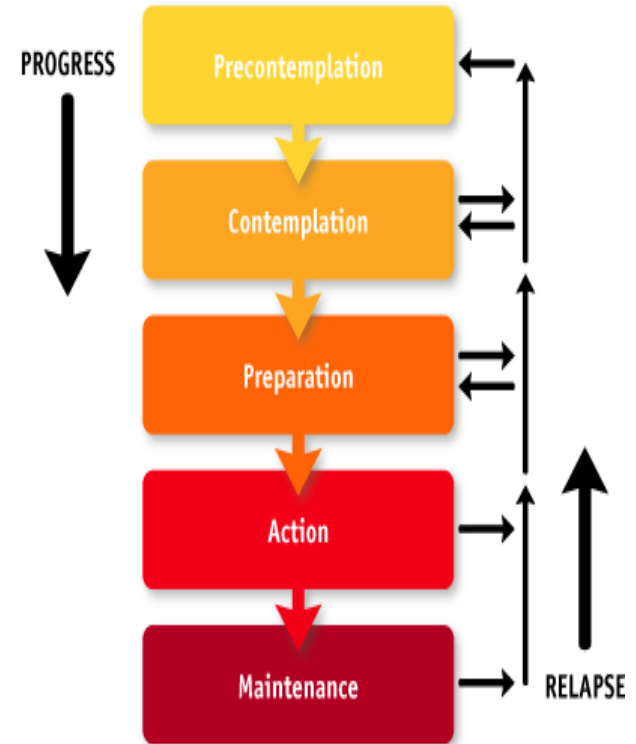 PROGRESS
Precontemplation
Contemplation
Preparation
Action
Maintenance
RELAPSE